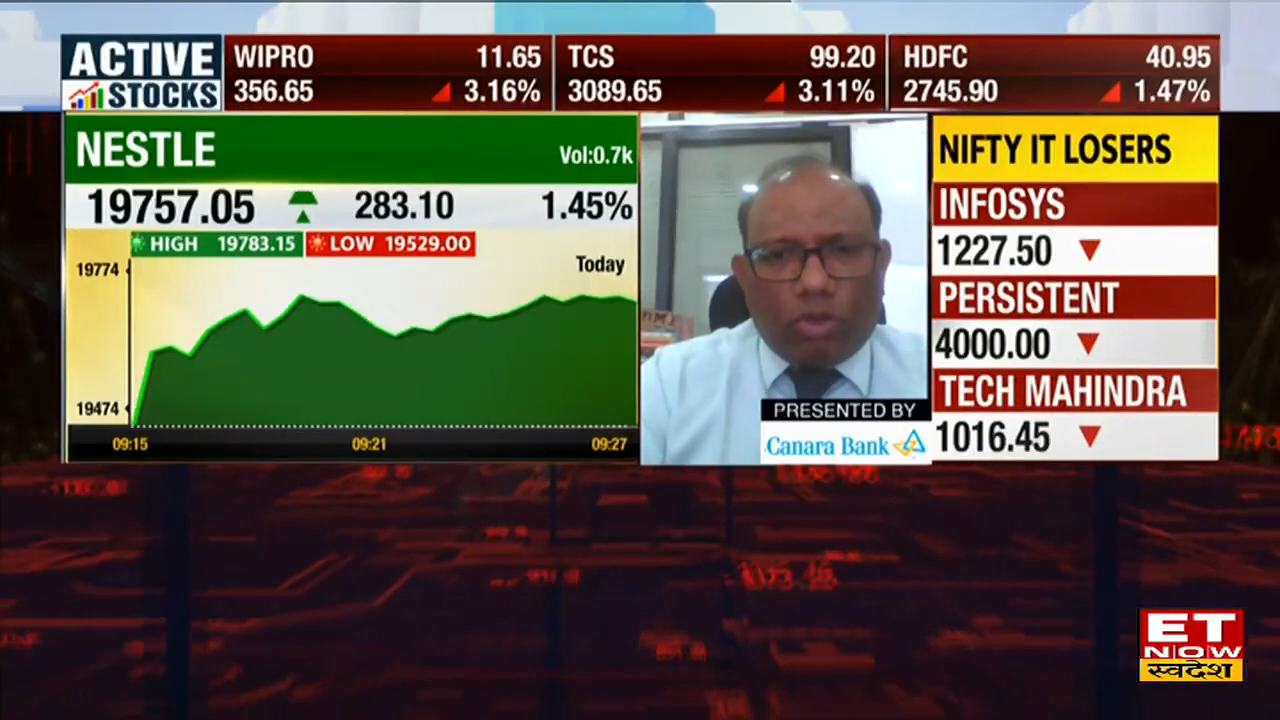 ACTIVE
STOCKS
WIPRO 11.65
356.65 3.16%
TCS 99.20
3089.65 3.11%
HDFC 40.95
2745.90 1.47%
NESTLE Vol:0.7k
19757.05 283.10 1.45%
HIGH 19783.15 LOW 19529.00
Today
19774
19474
09:15 09:21 09:27
PRESENTED BY
Canara Bank
NIFTY IT LOSERS
INFOSYS
1227.50
PERSISTENT
4000.00
TECH MAHINDRA
1016.45
ET
NOW
स्वदेश